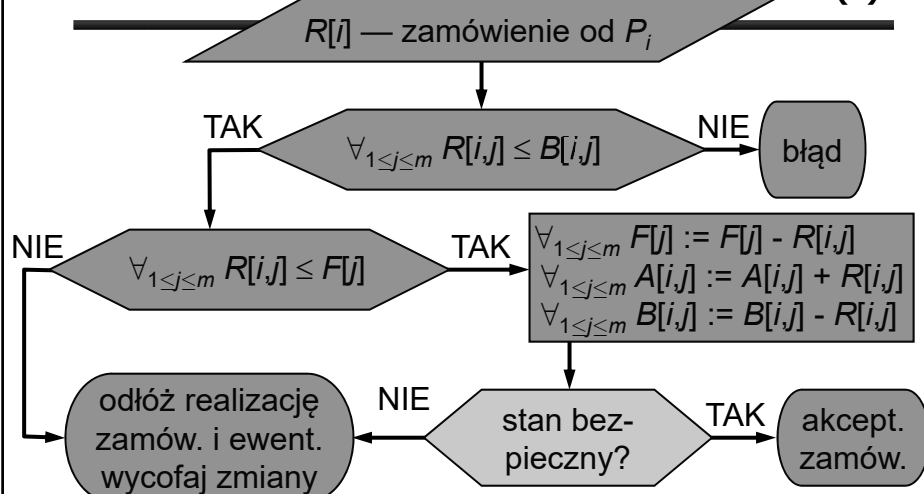 R[i] — zamówienie od Pᵢ
TAK
∀₁≤j≤m R[i,j] ≤ B[i,j]
NIE
błąd
NIE
∀₁≤j≤m R[i,j] ≤ F[j]
TAK
∀₁≤j≤m F[j] := F[j] - R[i,j]
∀₁≤j≤m A[i,j] := A[i,j] + R[i,j]
∀₁≤j≤m B[i,j] := B[i,j] - R[i,j]
odłóż realizację
zamów. i ewent.
wycofaj zmiany
NIE
stan bez-
pieczny?
TAK
akcept.
zamów.